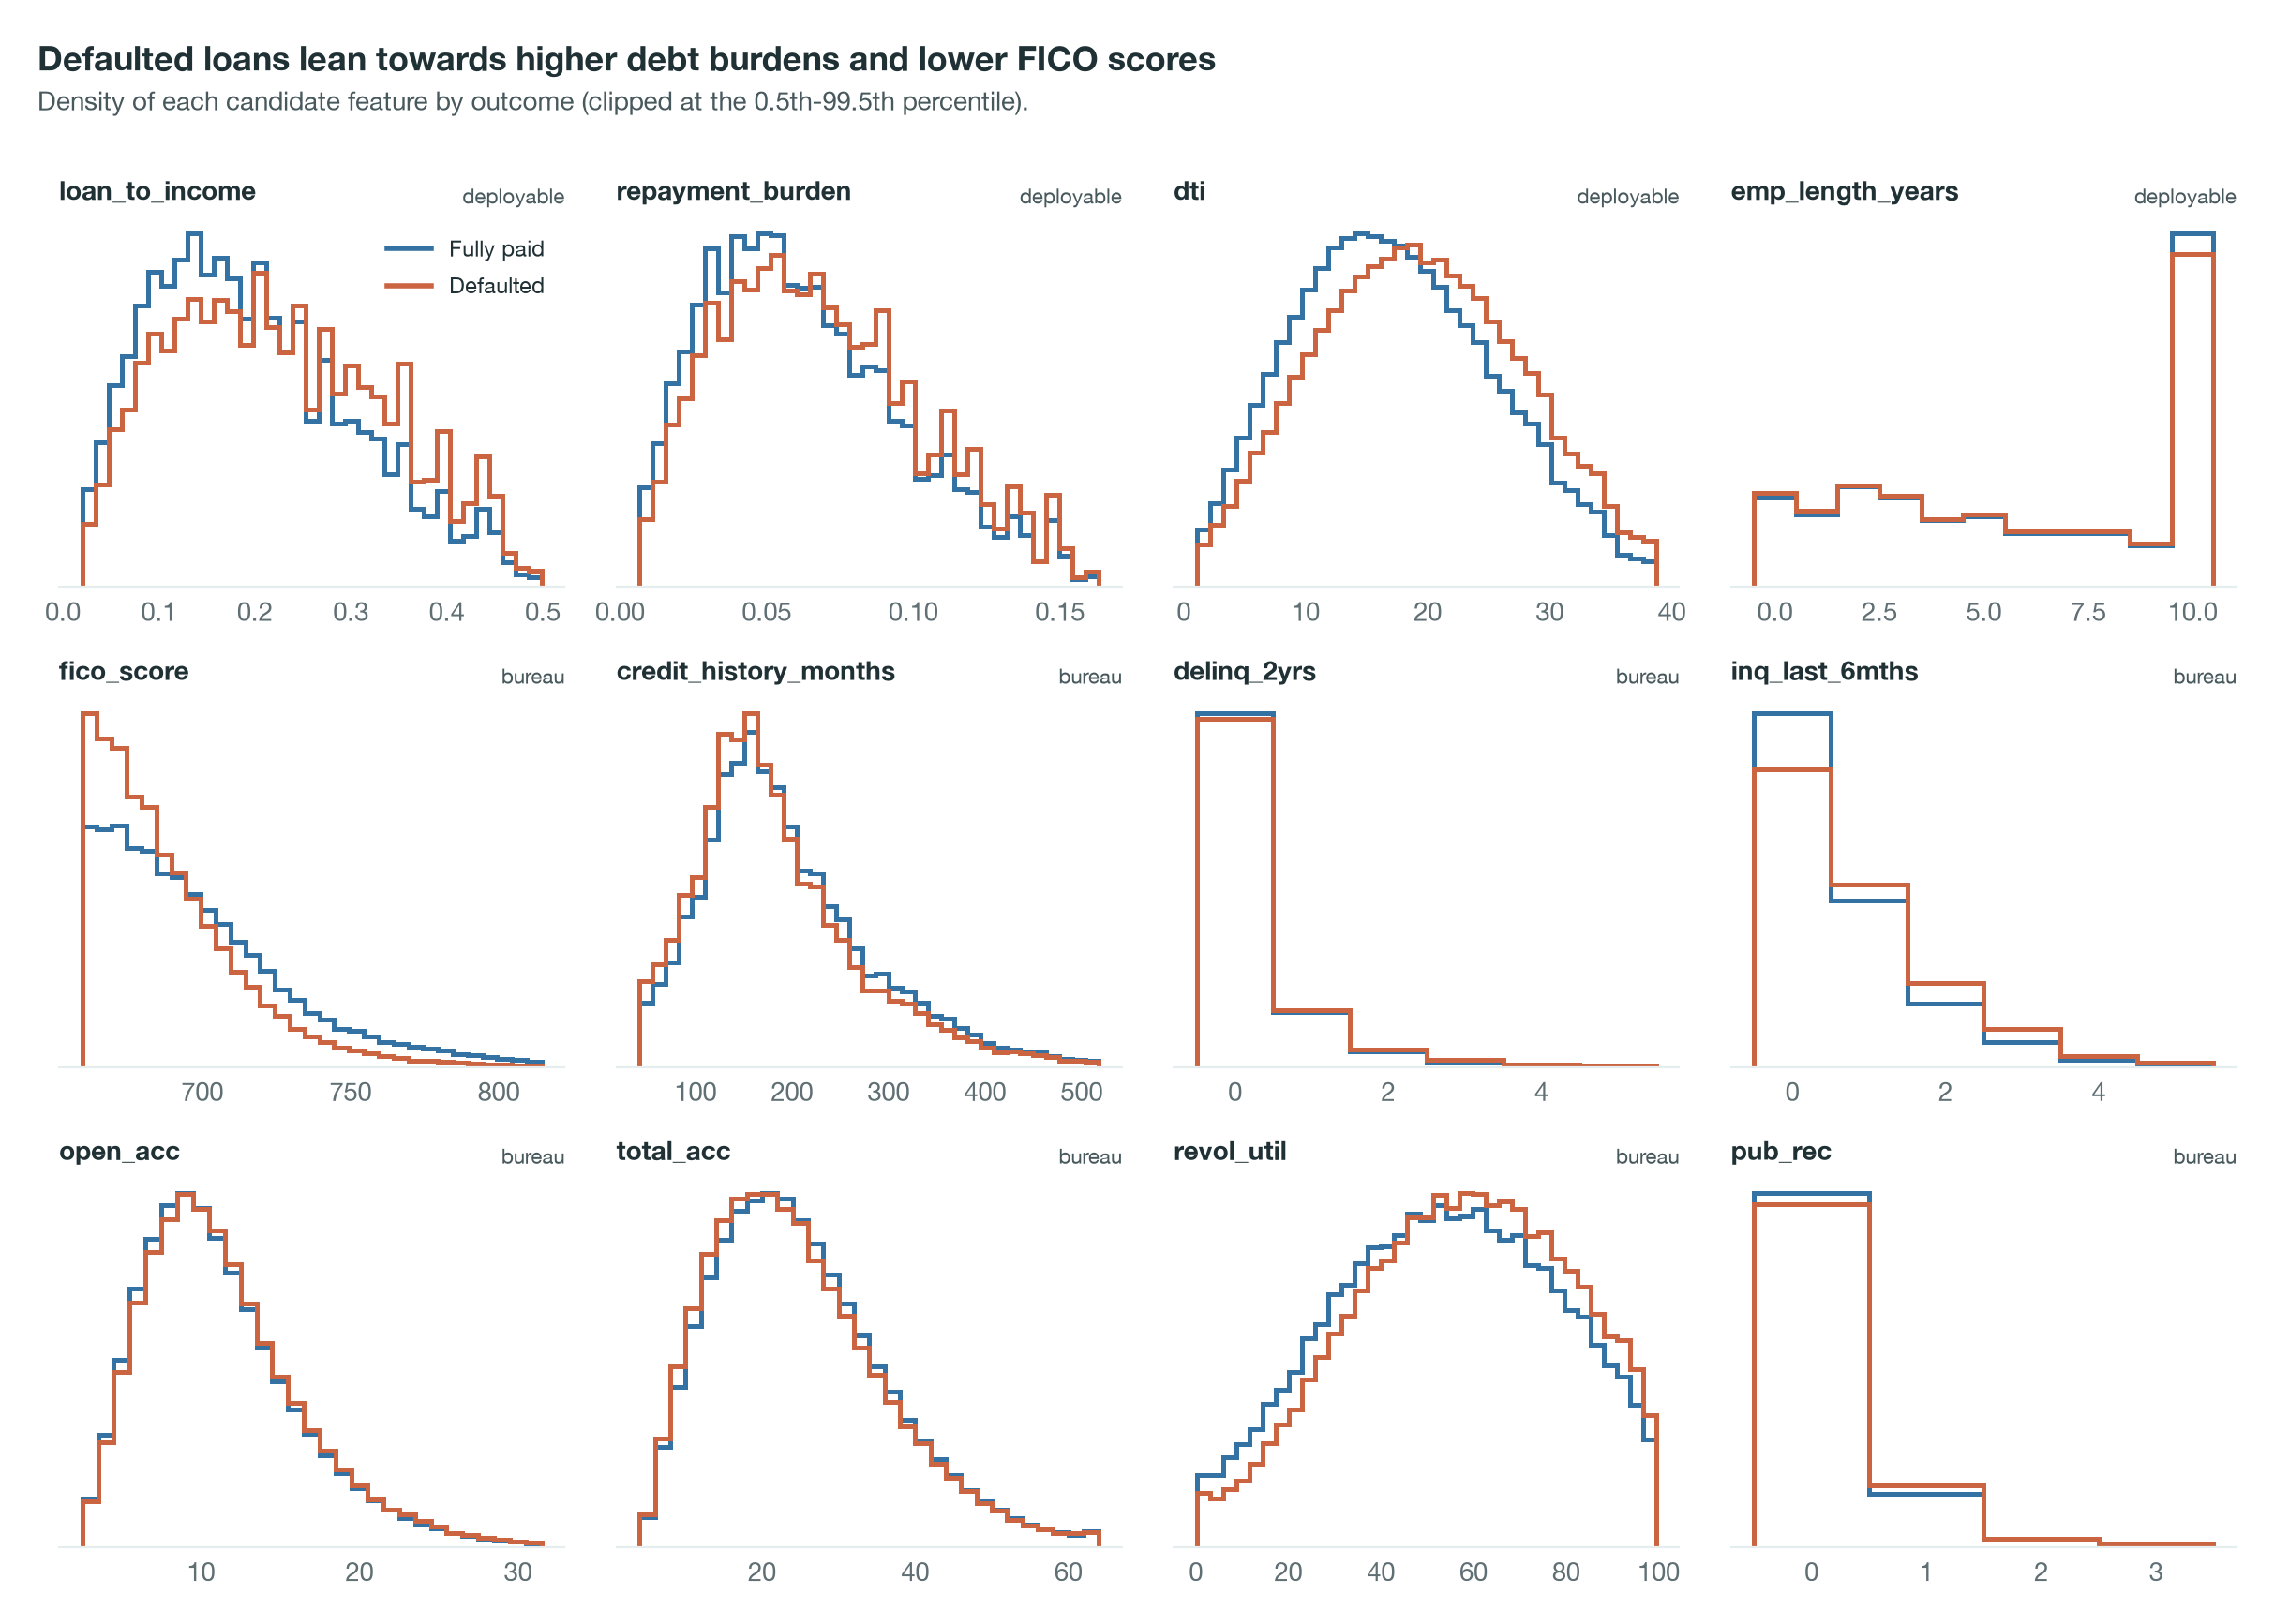 Defaulted loans lean towards higher debt burdens and lower FICO scores
Density of each candidate feature by outcome (clipped at the 0.5th-99.5th percentile).
loan_to_income deployable
Fully paid
Defaulted
0.0 0.1 0.2 0.3 0.4 0.5
repayment_burden deployable
0.00 0.05 0.10 0.15
dti deployable
0 10 20 30 40
emp_length_years deployable
0.0 2.5 5.0 7.5 10.0
fico_score bureau
700 750 800
credit_history_months bureau
100 200 300 400 500
delinq_2yrs bureau
0 2 4
inq_last_6mths bureau
0 2 4
open_acc bureau
10 20 30
total_acc bureau
20 40 60
revol_util bureau
0 20 40 60 80 100
pub_rec bureau
0 1 2 3